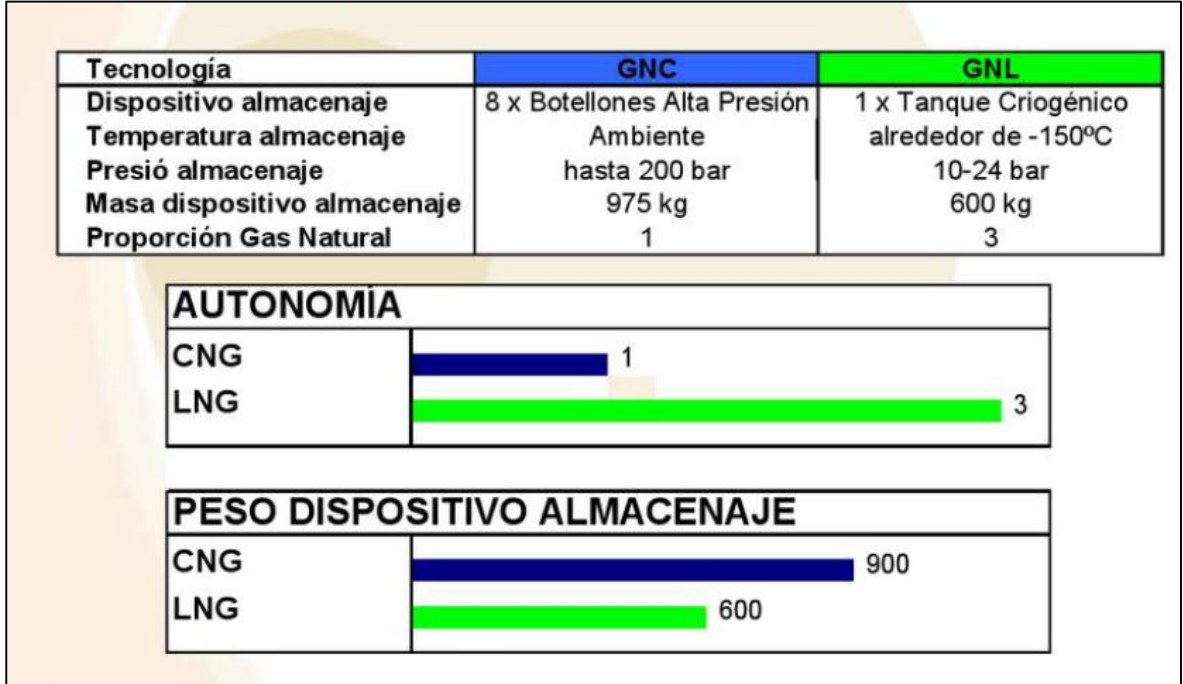 Tecnología GNC GNL
Dispositivo almacenaje 8 x Botellones Alta Presión 1 x Tanque Criogénico
Temperatura almacenaje Ambiente alrededor de -150ºC
Presió almacenaje hasta 200 bar 10-24 bar
Masa dispositivo almacenaje 975 kg 600 kg
Proporción Gas Natural 1 3
AUTONOMÍA
CNG 1
LNG 3
PESO DISPOSITIVO ALMACENAJE
CNG 900
LNG 600